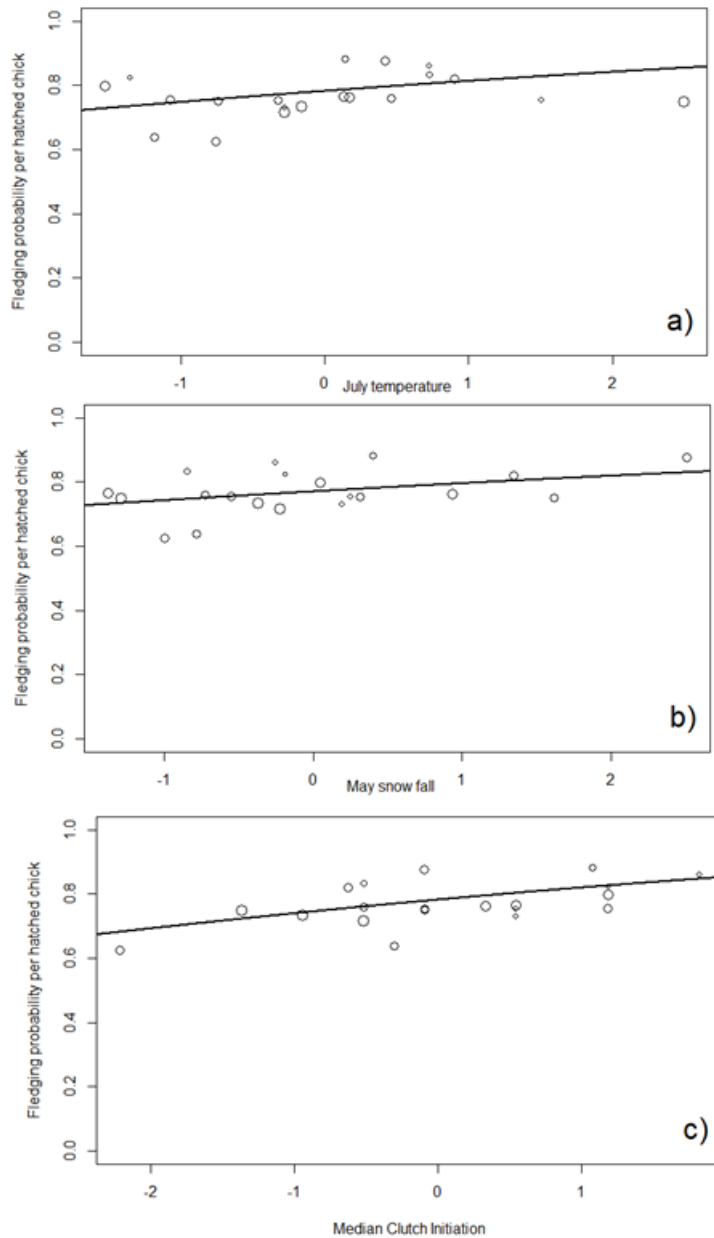 Fledging probability per hatched chick
1.0
0.8
0.6
0.4
0.2
0.0
a)
-1 0 1 2
July temperature
Fledging probability per hatched chick
1.0
0.8
0.6
0.4
0.2
0.0
b)
-1 0 1 2
May snow fall
Fledging probability per hatched chick
1.0
0.8
0.6
0.4
0.2
0.0
c)
-2 -1 0 1
Median Clutch Initiation